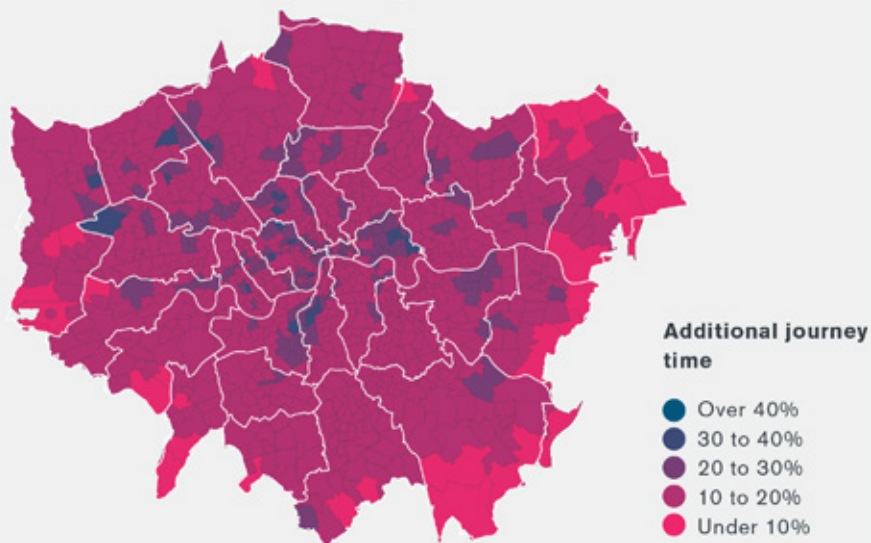 Additional journey
time
Over 40%
30 to 40%
20 to 30%
10 to 20%
Under 10%